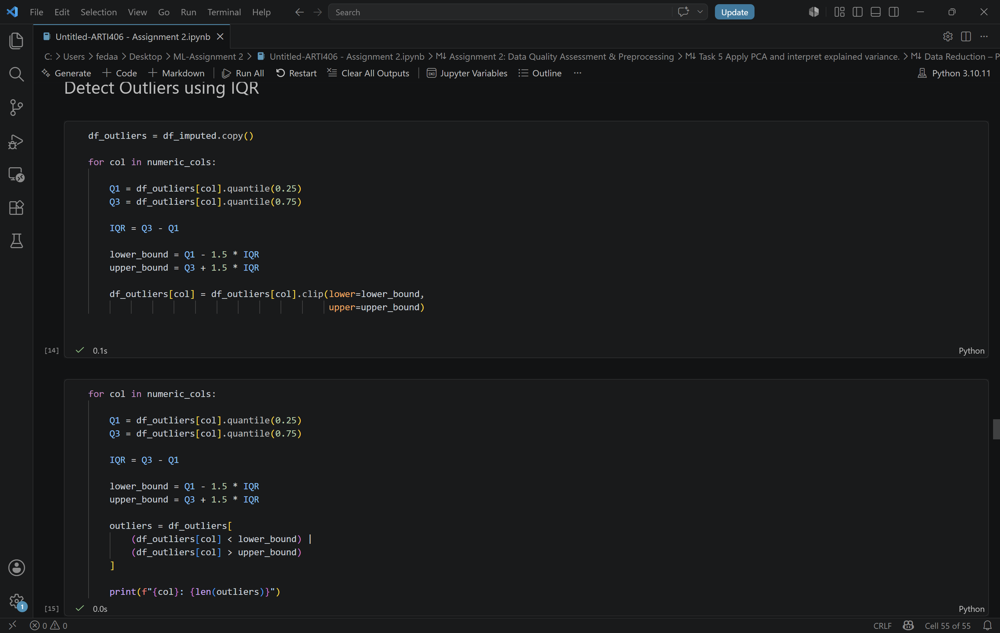 File Edit Selection View Go Run Terminal Help Search Update
Untitled-ARTI406 - Assignment 2.ipynb
C: > Users > fedaa > Desktop > ML-Assignment 2 > Untitled-ARTI406 - Assignment 2.ipynb > M↓ Assignment 2: Data Quality Assessment & Preprocessing > M↓ Task 5 Apply PCA and interpret explained variance. > M↓ Data Reduction – P
Generate + Code + Markdown Run All Restart Clear All Outputs Jupyter Variables Outline ... Python 3.10.11
Detect Outliers using IQR
df_outliers = df_imputed.copy()
for col in numeric_cols:
Q1 = df_outliers[col].quantile(0.25)
Q3 = df_outliers[col].quantile(0.75)
IQR = Q3 - Q1
lower_bound = Q1 - 1.5 * IQR
upper_bound = Q3 + 1.5 * IQR
df_outliers[col] = df_outliers[col].clip(lower=lower_bound,
upper=upper_bound)
[14] 0.1s Python
for col in numeric_cols:
Q1 = df_outliers[col].quantile(0.25)
Q3 = df_outliers[col].quantile(0.75)
IQR = Q3 - Q1
lower_bound = Q1 - 1.5 * IQR
upper_bound = Q3 + 1.5 * IQR
outliers = df_outliers[
(df_outliers[col] < lower_bound) |
(df_outliers[col] > upper_bound)
]
print(f"{col}: {len(outliers)}")
[15] 0.0s Python
1
0 0 CRLF Cell 55 of 55